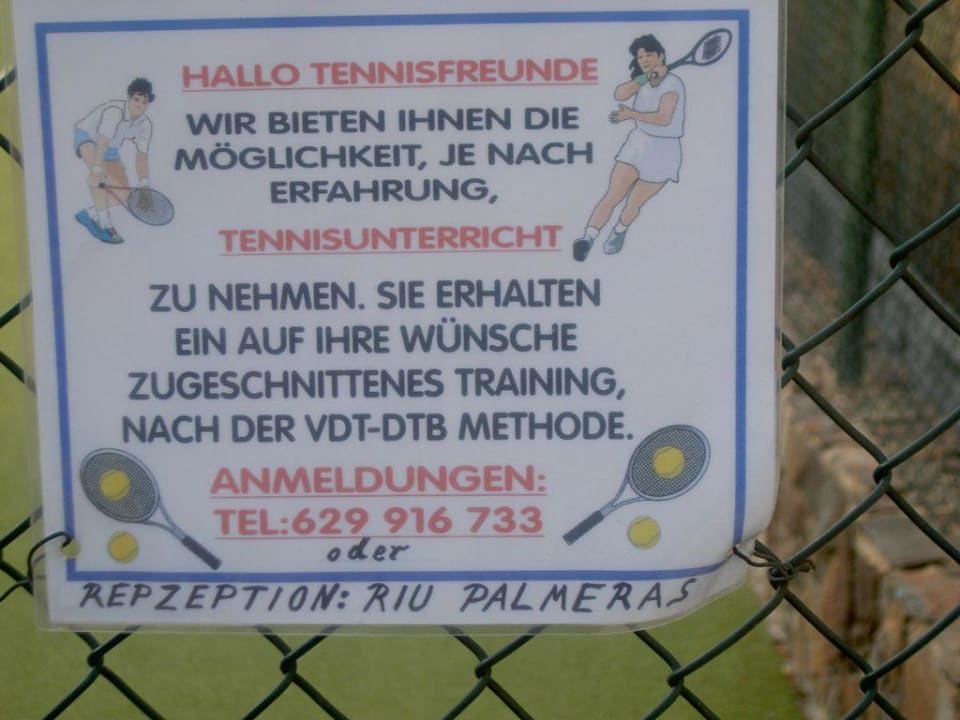 HALLO TENNISFREUNDE
WIR BIETEN IHNEN DIE
MÖGLICHKEIT, JE NACH
ERFAHRUNG,
TENNISUNTERRICHT
ZU NEHMEN. SIE ERHALTEN
EIN AUF IHRE WÜNSCHE
ZUGESCHNITTENES TRAINING,
NACH DER VDT-DTB METHODE.
ANMELDUNGEN:
TEL:629 916 733
oder
REPZEPTION: RIU PALMERAS